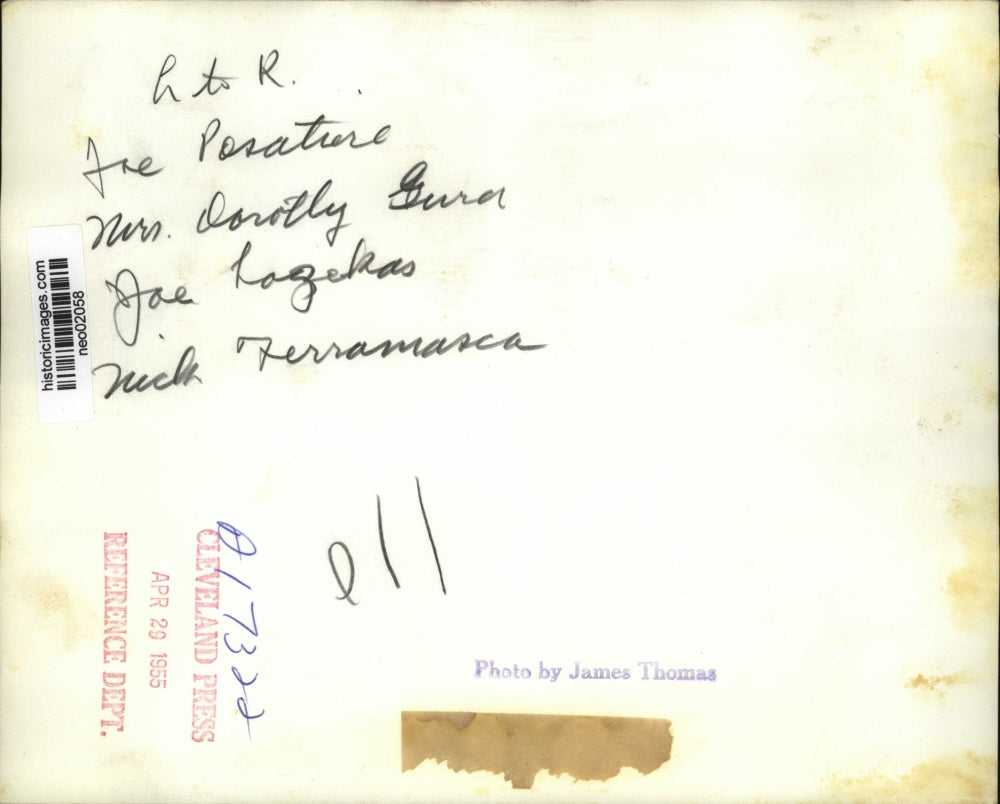 L to R.
Joe Posatiere
Mrs. Dorothy Gurd
Joe Lozekas
Nick Terramasca
historicimages.com
neo02058
CLEVELAND PRESS
APR 29 1955
REFERENCE DEPT.
Photo by James Thomas